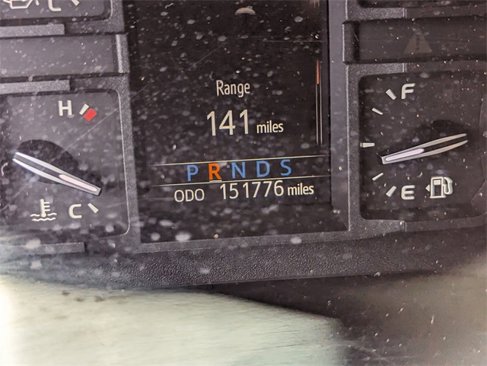 Range
141 miles
H
F
P R N D S
ODO 151776 miles
C
E